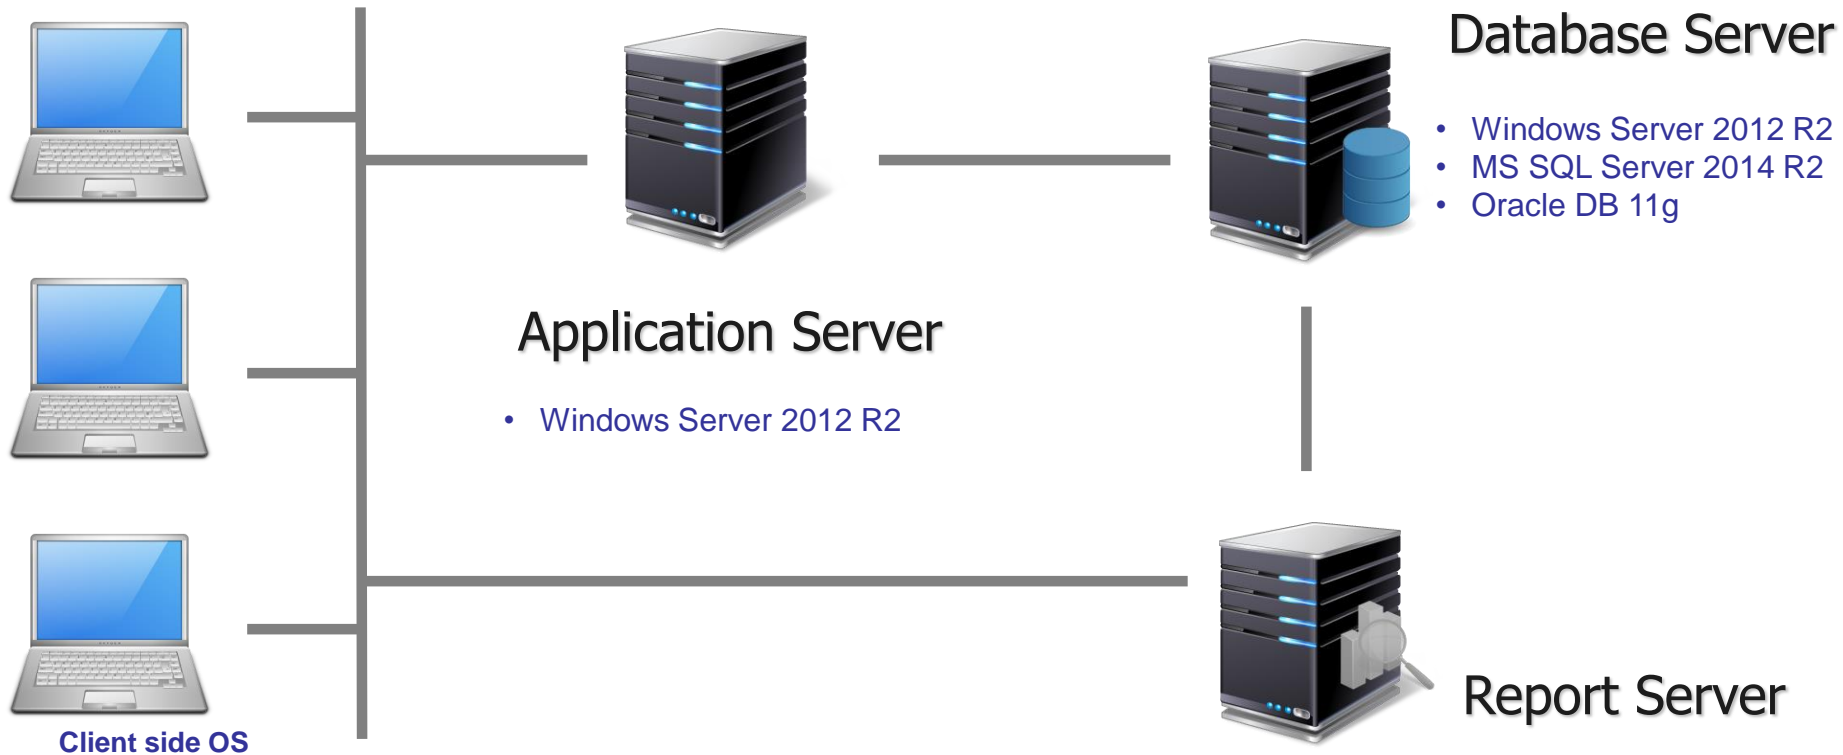 Database Server
• Windows Server 2012 R2
• MS SQL Server 2014 R2
• Oracle DB 11g
Application Server
• Windows Server 2012 R2
Report Server
Client side OS